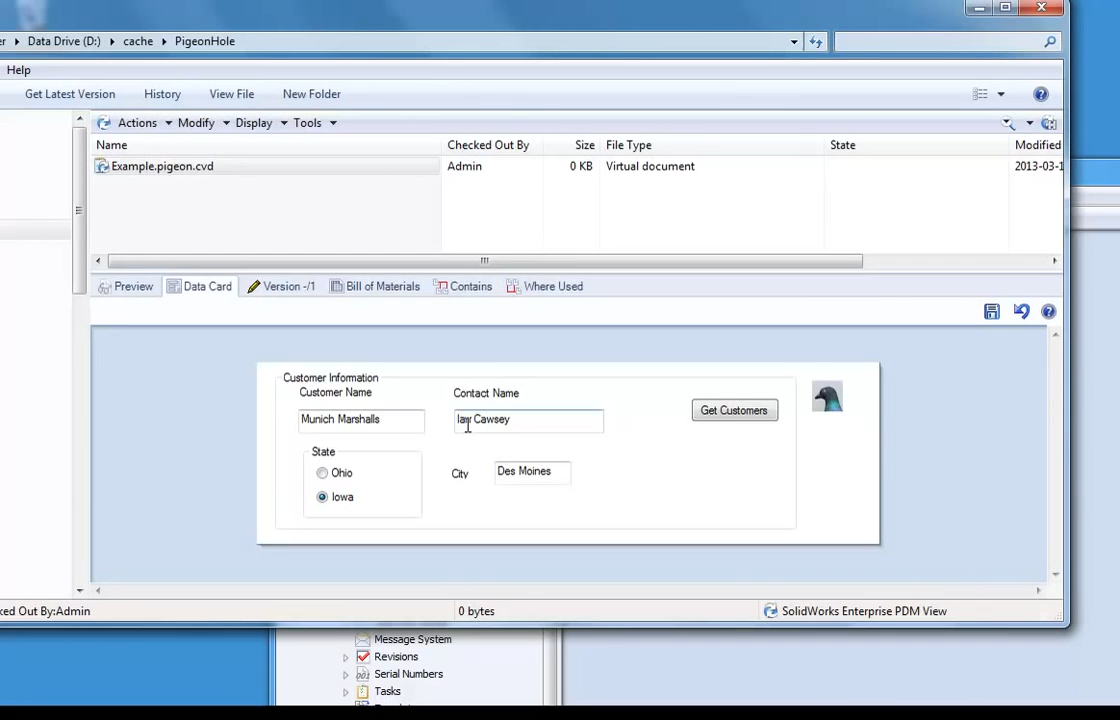 er ▸ Data Drive (D:) ▸ cache ▸ PigeonHole
Help
Get Latest Version History View File New Folder
Actions Modify Display Tools
Name Checked Out By Size File Type State Modified
Example.pigeon.cvd Admin 0 KB Virtual document 2013-03-1
Preview Data Card Version -/1 Bill of Materials Contains Where Used
Customer Information
Customer Name Contact Name
Get Customers
Munich Marshalls Cawsey
State
Ohio
City Des Moines
Iowa
ked Out By:Admin 0 bytes SolidWorks Enterprise PDM View
Message System
Revisions
Serial Numbers
Tasks